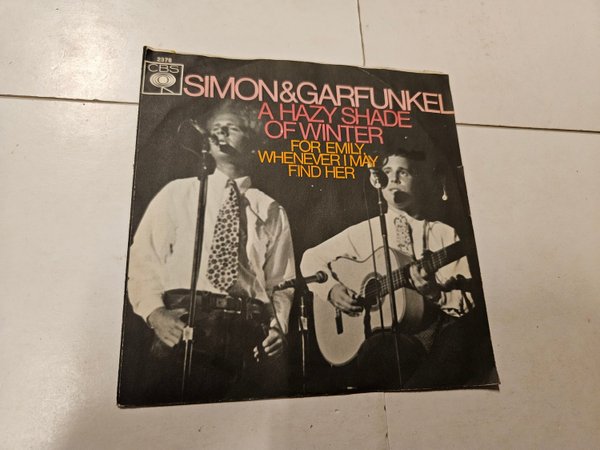 2378
CBS
SIMON&GARFUNKEL
A HAZY SHADE
OF WINTER
FOR EMILY,
WHENEVER I MAY
FIND HER